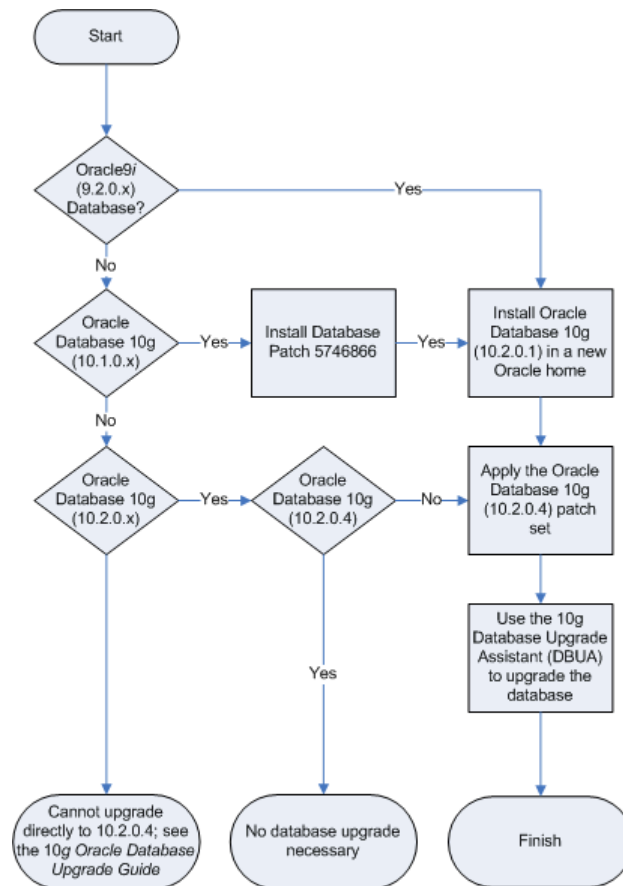 Start
Oracle9i
(9.2.0.x)
Database?
Yes
No
Oracle
Database 10g
(10.1.0.x)
Yes
Install Database
Patch 5746866
Yes
Install Oracle
Database 10g
(10.2.0.1) in a new
Oracle home
No
Oracle
Database 10g
(10.2.0.x)
Yes
Oracle
Database 10g
(10.2.0.4)
No
Apply the Oracle
Database 10g
(10.2.0.4) patch
set
Use the 10g
Database Upgrade
Assistant (DBUA)
to upgrade the
database
Yes
Cannot upgrade
directly to 10.2.0.4; see
the 10g Oracle Database
Upgrade Guide
No database upgrade
necessary
Finish